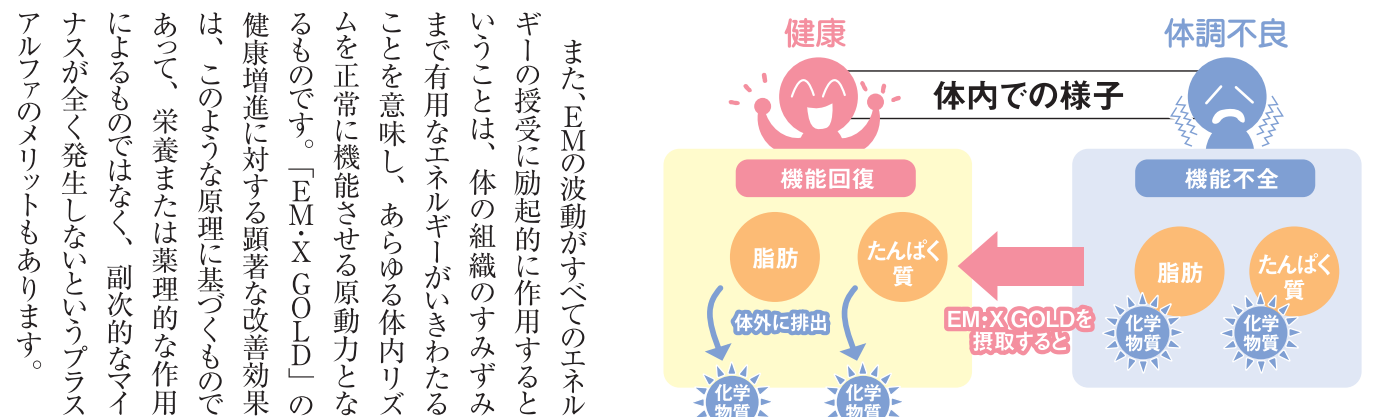 また、EMの波動がすべてのエネル
ギーの授受に励起的に作用すると
いうことは、体の組織のすみずみ
まで有用なエネルギーがいきわたる
ことを意味し、あらゆる体内リズ
ムを正常に機能させる原動力とな
るものです。「EM・X GOLD」の
健康増進に対する顕著な改善効果
は、このような原理に基づくもので
あって、栄養または薬理的な作用
によるものではなく、副次的なマイ
ナスが全く発生しないというプラス
アルファのメリットもあります。
健康
体内での様子
体調不良
機能回復
脂肪
たんぱく
質
体外に排出
化学
物質
化学
物質
EM・X GOLDを
摂取すると
機能不全
脂肪
たんぱく
質
化学
物質
化学
物質